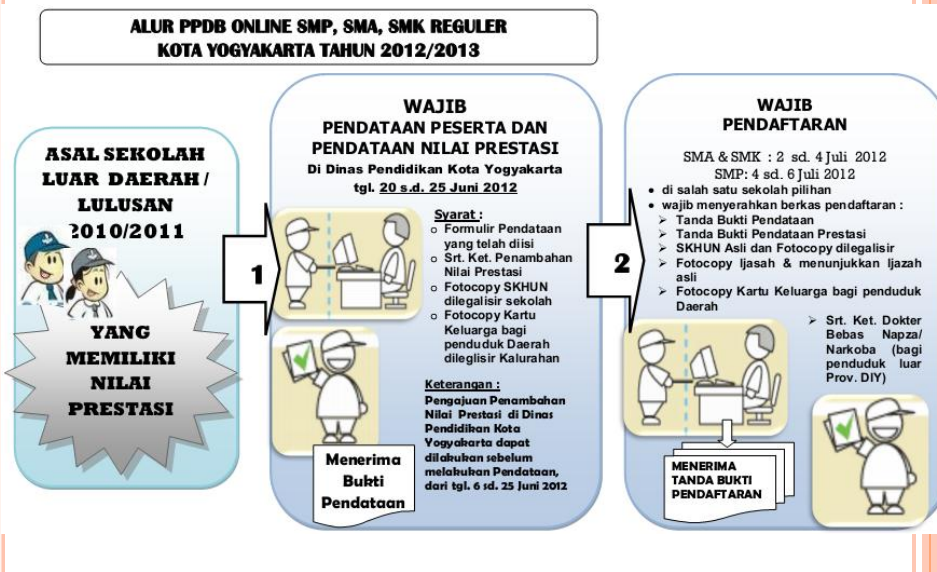 ALUR PPDB ONLINE SMP, SMA, SMK REGULER
KOTA YOGYAKARTA TAHUN 2012/2013
ASAL SEKOLAH
LUAR DAERAH /
LULUSAN
2010/2011
YANG
MEMILIKI
NILAI
PRESTASI
1
WAJIB
PENDATAAN PESERTA DAN
PENDATAAN NILAI PRESTASI
Di Dinas Pendidikan Kota Yogyakarta
tgl. 20 s.d. 25 Juni 2012
Syarat :
o Formulir Pendataan
yang telah diisi
o Srt. Ket. Penambahan
Nilai Prestasi
o Fotocopy SKHUN
dilegalisir sekolah
o Fotocopy Kartu
Keluarga bagi
penduduk Daerah
dileglisir Kalurahan
Keterangan :
Pengajuan Penambahan
Nilai Prestasi di Dinas
Pendidikan Kota
Yogyakarta dapat
dilakukan sebelum
melakukan Pendataan,
dari tgl. 6 sd. 25 Juni 2012
Menerima
Bukti
Pendataan
2
WAJIB
PENDAFTARAN
SMA & SMK : 2 sd. 4 Juli 2012
SMP: 4 sd. 6 Juli 2012
• di salah satu sekolah pilihan
• wajib menyerahkan berkas pendaftaran :
➢ Tanda Bukti Pendataan
➢ Tanda Bukti Pendataan Prestasi
➢ SKHUN Asli dan Fotocopy dilegalisir
➢ Fotocopy Ijasah & menunjukkan Ijazah
asli
➢ Fotocopy Kartu Keluarga bagi penduduk
Daerah
➢ Srt. Ket. Dokter
Bebas Napza/
Narkoba (bagi
penduduk luar
Prov. DIY)
MENERIMA
TANDA BUKTI
PENDAFTARAN